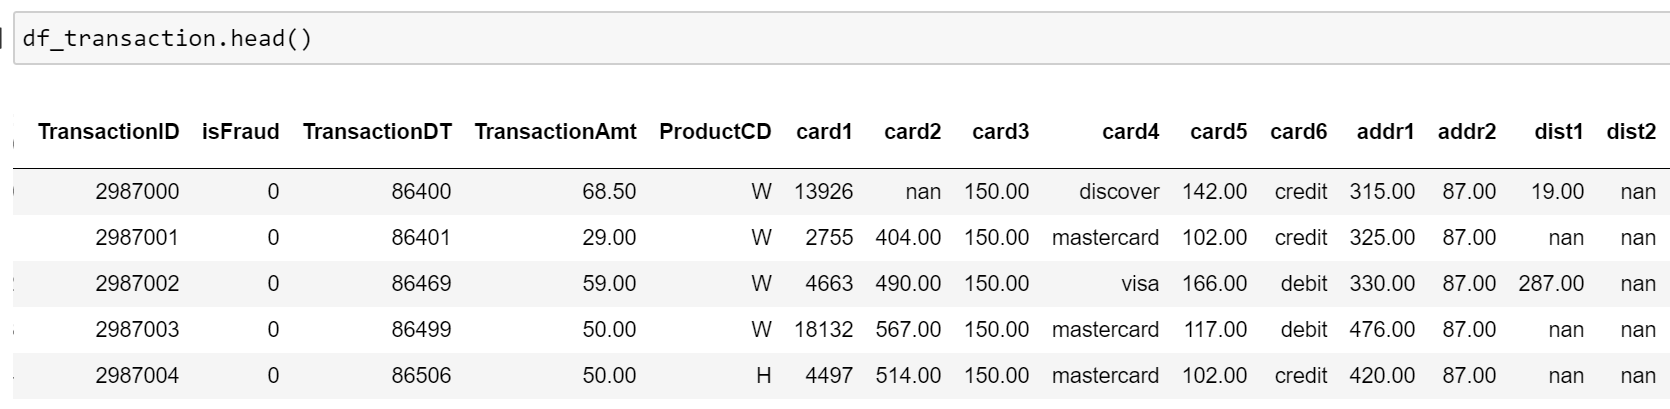 df_transaction.head()
TransactionID isFraud TransactionDT TransactionAmt ProductCD card1 card2 card3 card4 card5 card6 addr1 addr2 dist1 dist2
2987000 0 86400 68.50 W 13926 nan 150.00 discover 142.00 credit 315.00 87.00 19.00 nan
2987001 0 86401 29.00 W 2755 404.00 150.00 mastercard 102.00 credit 325.00 87.00 nan nan
2987002 0 86469 59.00 W 4663 490.00 150.00 visa 166.00 debit 330.00 87.00 287.00 nan
2987003 0 86499 50.00 W 18132 567.00 150.00 mastercard 117.00 debit 476.00 87.00 nan nan
2987004 0 86506 50.00 H 4497 514.00 150.00 mastercard 102.00 credit 420.00 87.00 nan nan